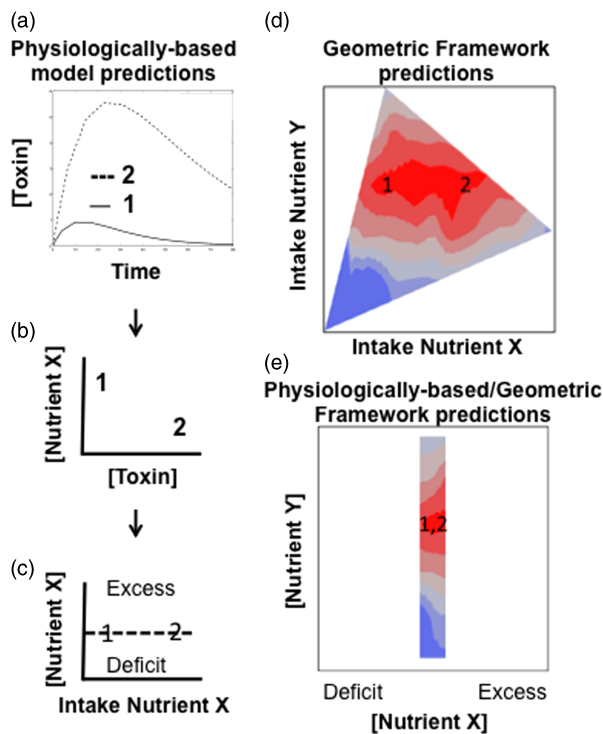 (a)
Physiologically-based
model predictions
[Toxin]
2
1
Time
(b)
[Nutrient X]
1
2
[Toxin]
(c)
[Nutrient X]
Excess
1
2
Deficit
Intake Nutrient X
(d)
Geometric Framework
predictions
Intake Nutrient Y
1
2
Intake Nutrient X
(e)
Physiologically-based/Geometric
Framework predictions
[Nutrient Y]
1,2
Deficit
Excess
[Nutrient X]